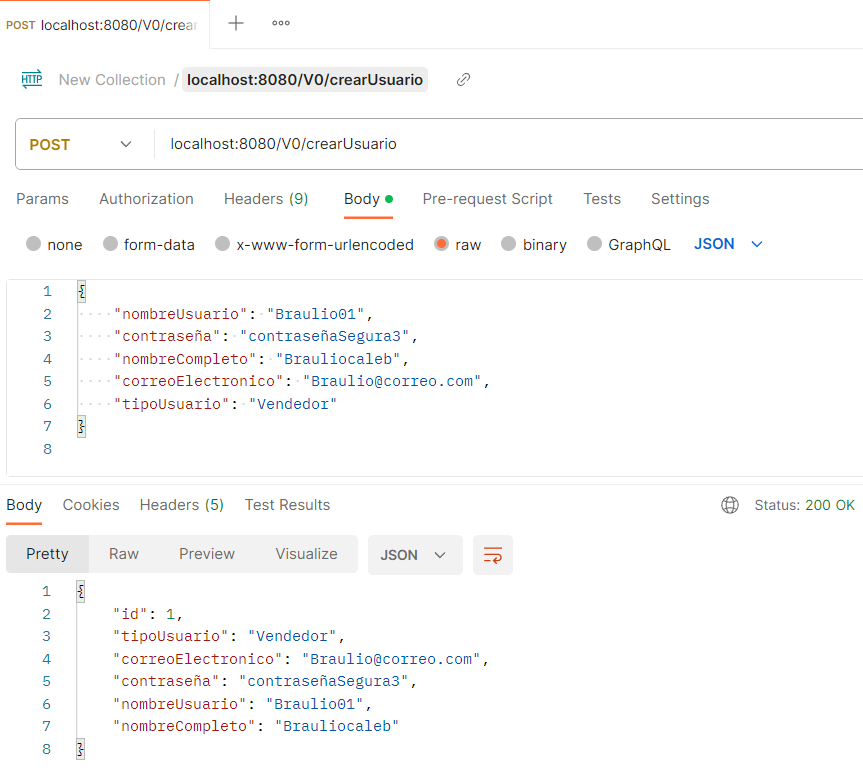 POST localhost:8080/V0/crear
HTTP New Collection / localhost:8080/V0/crearUsuario
POST localhost:8080/V0/crearUsuario
Params Authorization Headers (9) Body Pre-request Script Tests Settings
none form-data x-www-form-urlencoded raw binary GraphQL JSON
1 {
2 "nombreUsuario": "Braulio01",
3 "contraseña": "contraseñaSegura3",
4 "nombreCompleto": "Brauliocaleb",
5 "correoElectronico": "Braulio@correo.com",
6 "tipoUsuario": "Vendedor"
7 }
8
Body Cookies Headers (5) Test Results Status: 200 OK
Pretty Raw Preview Visualize JSON
1 {
2 "id": 1,
3 "tipoUsuario": "Vendedor",
4 "correoElectronico": "Braulio@correo.com",
5 "contraseña": "contraseñaSegura3",
6 "nombreUsuario": "Braulio01",
7 "nombreCompleto": "Brauliocaleb"
8 }